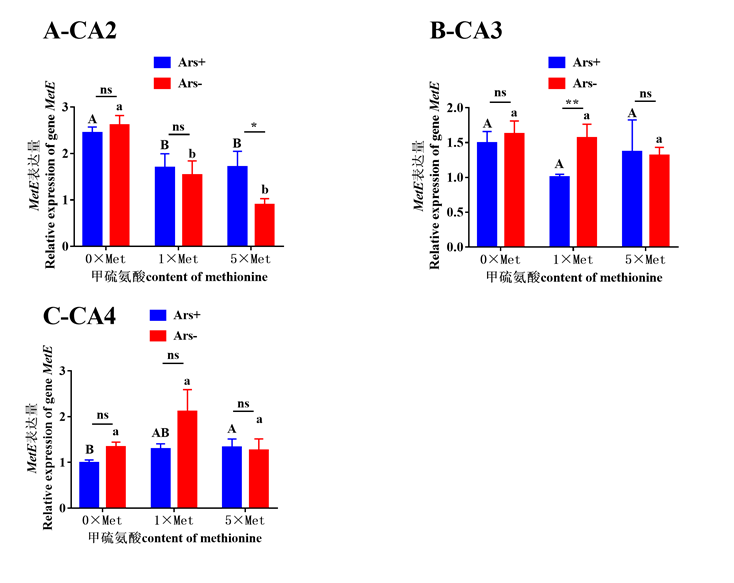 A-CA2
Ars+
Ars-
MetE表达量
Relative expression of gene MetE
3
2
1
0
ns
A
a
ns
B
b
*
B
b
0×Met
1×Met
5×Met
甲硫氨酸content of methionine
B-CA3
Ars+
Ars-
MetE表达量
Relative expression of gene MetE
2.0
1.5
1.0
0.5
0.0
ns
A
a
**
A
a
ns
A
a
0×Met
1×Met
5×Met
甲硫氨酸content of methionine
C-CA4
Ars+
Ars-
MetE表达量
Relative expression of gene MetE
3
2
1
0
ns
B
a
ns
AB
a
ns
A
a
0×Met
1×Met
5×Met
甲硫氨酸content of methionine